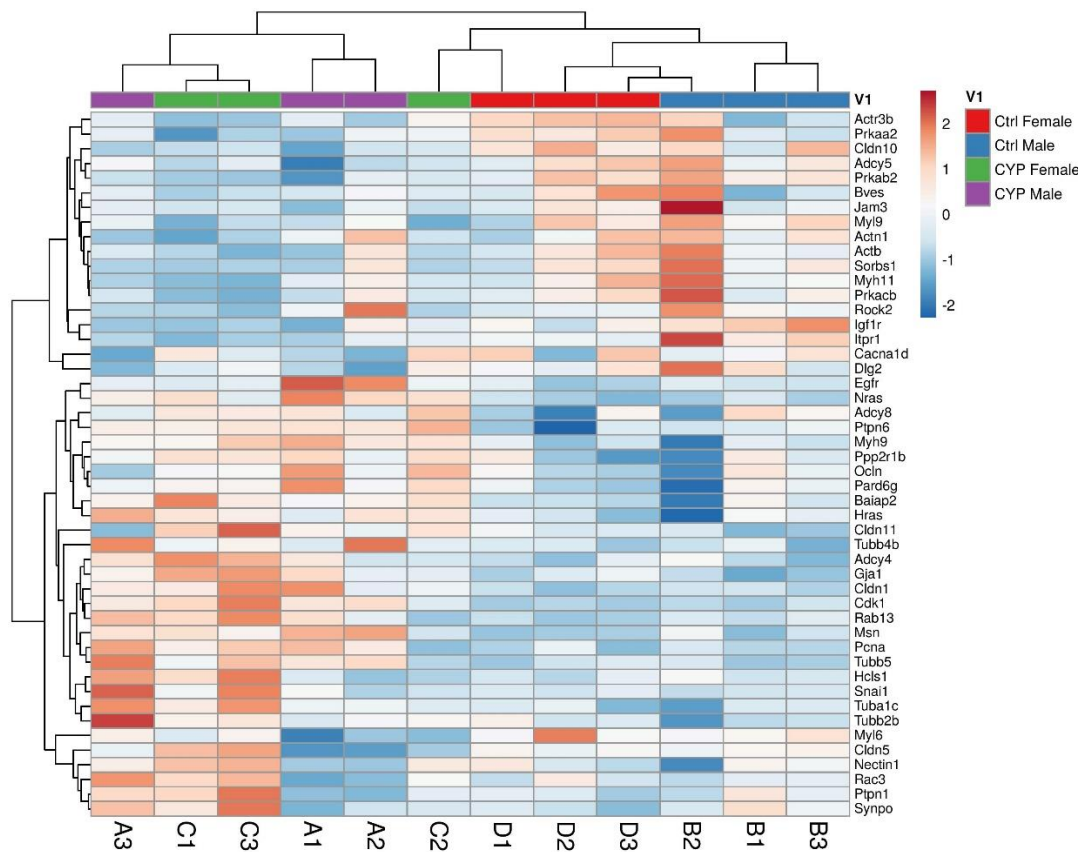 V1
Actr3b
Prkaa2
Cldn10
Adcy5
Prkab2
Bves
Jam3
Myl9
Actn1
Actb
Sorbs1
Myh11
Prkacb
Rock2
Igf1r
Itpr1
Cacna1d
Dlg2
Egfr
Nras
Adcy8
Ptpn6
Myh9
Ppp2r1b
Ocln
Pard6g
Baiap2
Hras
Cldn11
Tubb4b
Adcy4
Gja1
Cldn1
Cdk1
Rab13
Msn
Pcna
Tubb5
Hcls1
Snai1
Tuba1c
Tubb2b
Myl6
Cldn5
Nectin1
Rac3
Ptpn1
Synpo
A3 C1 C3 A1 A2 C2 D1 D2 D3 B2 B1 B3
2
1
0
-1
-2
V1
Ctrl Female
Ctrl Male
CYP Female
CYP Male